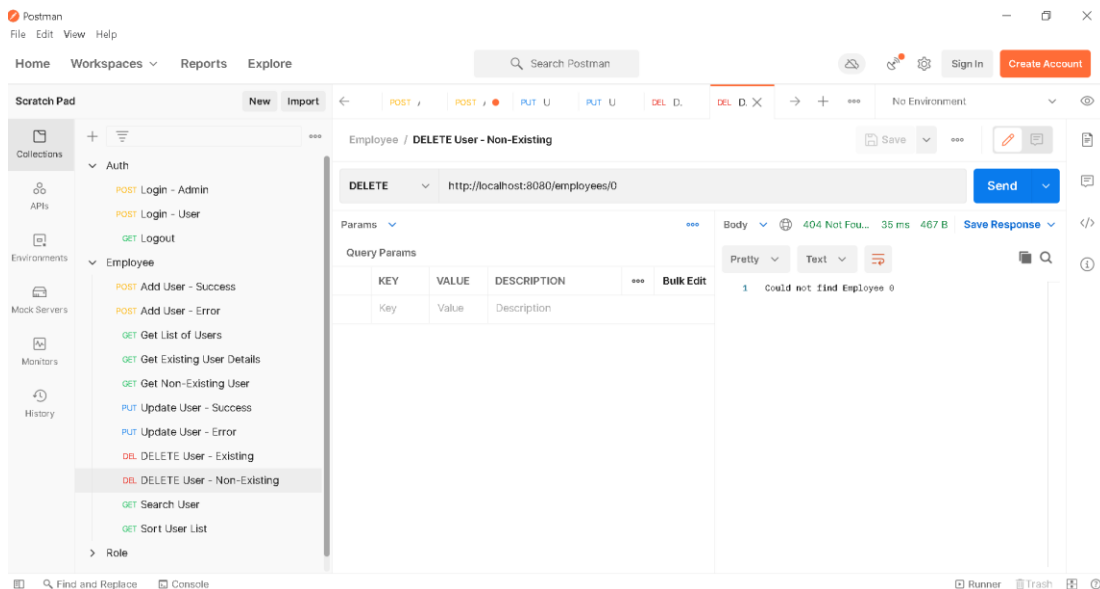 Postman
File Edit View Help
Home Workspaces Reports Explore
Search Postman
Sign In
Create Account
Scratch Pad
New Import
POST POST PUT U PUT U DEL D. DEL D.
No Environment
Collections
APIs
Environments
Mock Servers
Monitors
History
Auth
POST Login - Admin
POST Login - User
GET Logout
Employee
POST Add User - Success
POST Add User - Error
GET Get List of Users
GET Get Existing User Details
GET Get Non-Existing User
PUT Update User - Success
PUT Update User - Error
DEL DELETE User - Existing
DEL DELETE User - Non-Existing
GET Search User
GET Sort User List
Role
Employee / DELETE User - Non-Existing
Save
DELETE http://localhost:8080/employees/0
Send
Params
Query Params
KEY VALUE DESCRIPTION Bulk Edit
Key Value Description
Body 404 Not Fou... 35 ms 467 B Save Response
Pretty Text
1 Could not find Employee 0
Find and Replace Console
Runner Trash